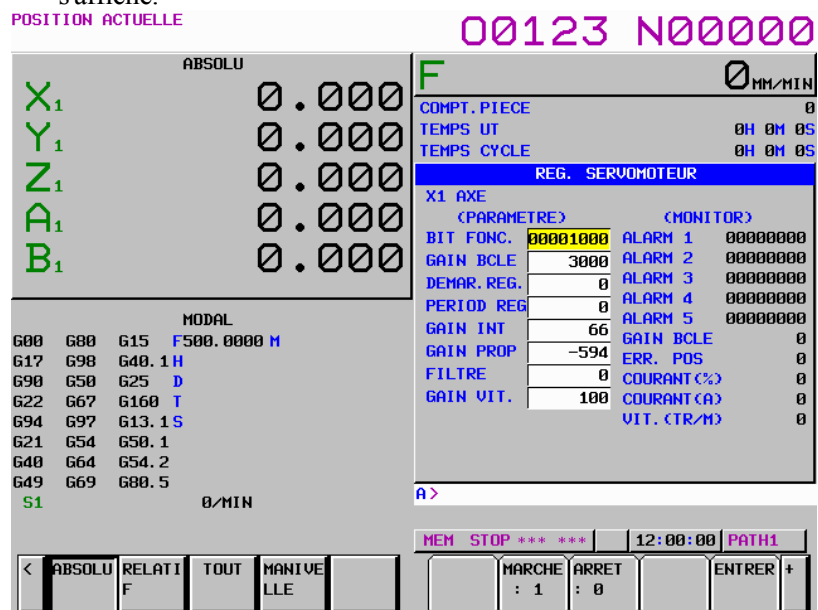 s'affiche.
POSITION ACTUELLE
O0123 N00000
ABSOLU
X1 0.000
Y1 0.000
Z1 0.000
A1 0.000
B1 0.000
F 0 MM/MIN
COMPT.PIECE 0
TEMPS UT 0H 0M 0S
TEMPS CYCLE 0H 0M 0S
REG. SERVOMOTEUR
X1 AXE
(PARAMETRE) (MONITOR)
BIT FONC. 00001000 ALARM 1 00000000
GAIN BCLE 3000 ALARM 2 00000000
DEMAR.REG. 0 ALARM 3 00000000
PERIOD REG 0 ALARM 4 00000000
GAIN INT 66 ALARM 5 00000000
GAIN PROP -594 GAIN BCLE 0
FILTRE 0 ERR. POS 0
GAIN VIT. 100 COURANT(%) 0
COURANT(A) 0
VIT.(TR/M) 0
MODAL
G00 G80 G15 F500.0000 M
G17 G98 G40.1 H
G90 G50 G25 D
G22 G67 G160 T
G94 G97 G13.1 S
G21 G54 G50.1
G40 G64 G54.2
G49 G69 G80.5
S1 0/MIN
A>
MEM STOP *** *** 12:00:00 PATH1
< ABSOLU RELATI
F TOUT MANIVE
LLE MARCHE
: 1 ARRET
: 0 ENTRER +